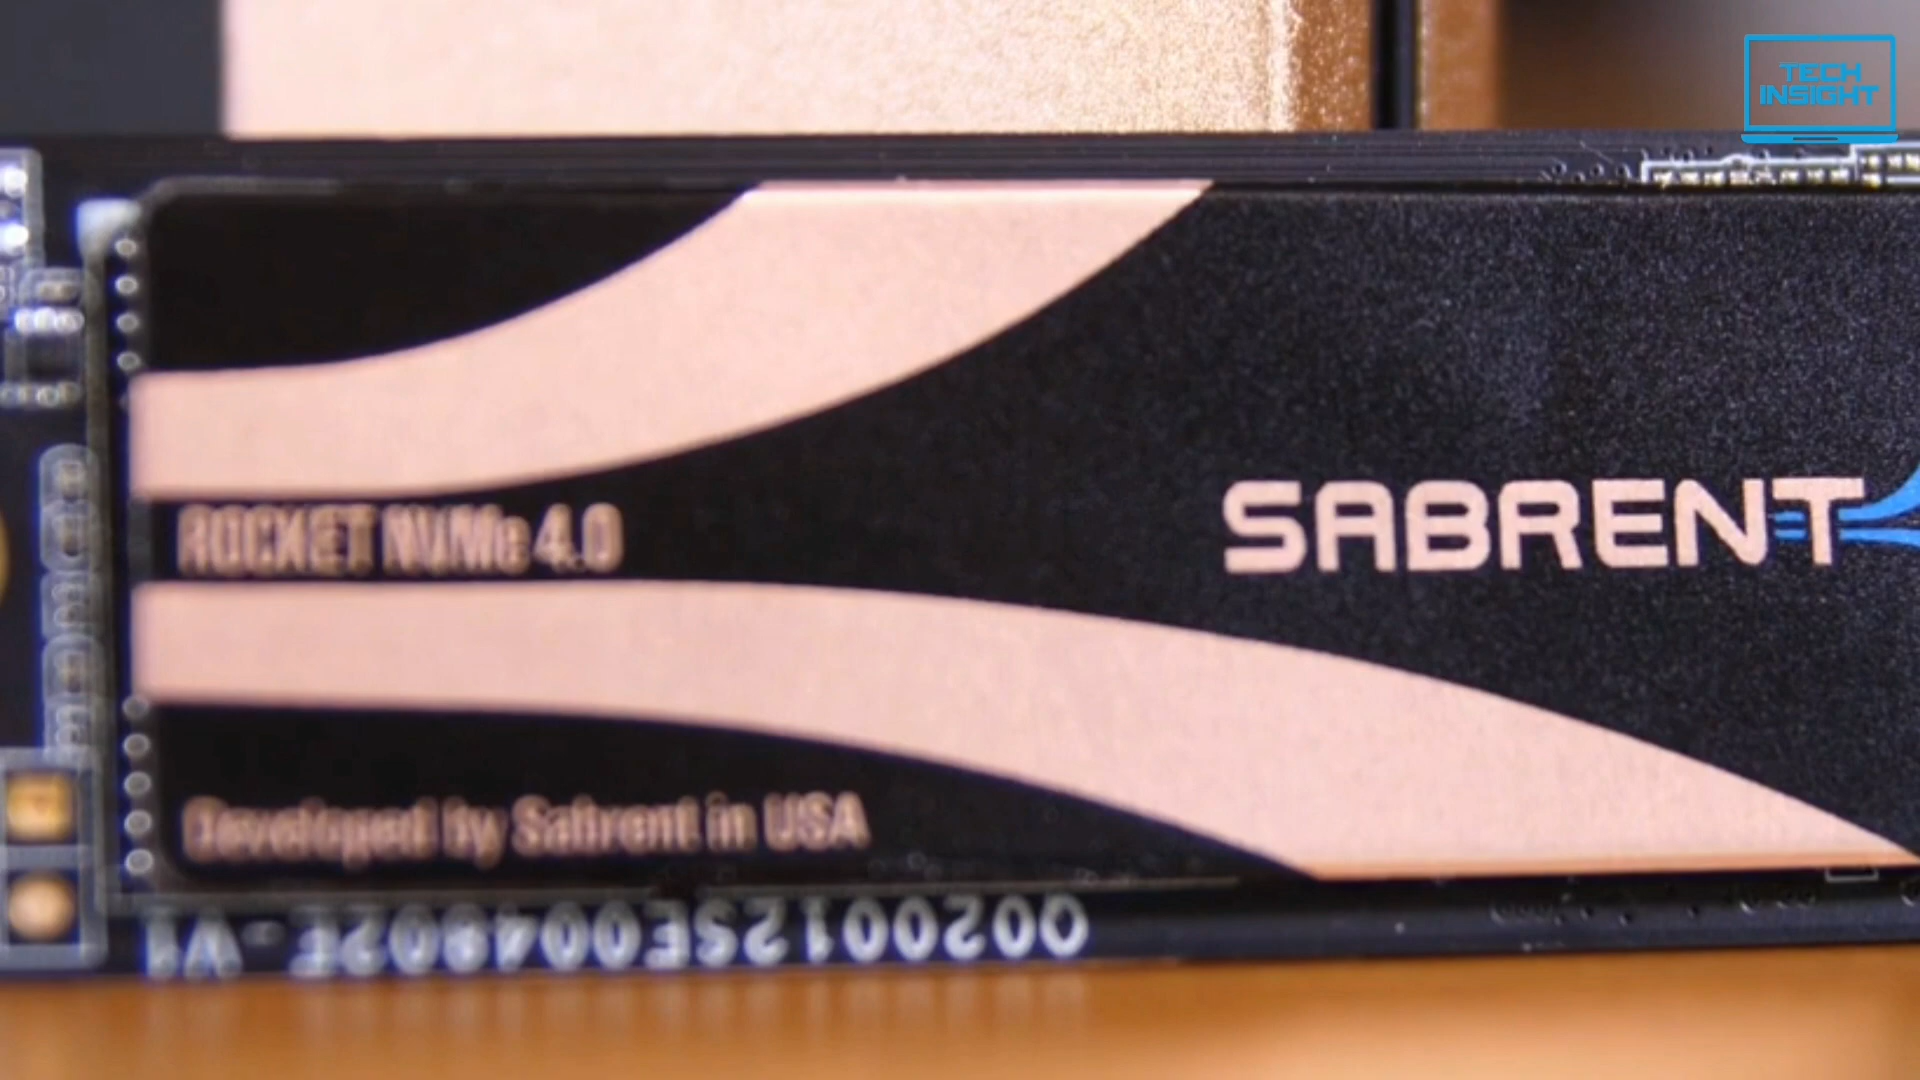 TECH
INSIGHT
SABRENT
ROCKET NVMe 4.0
Developed by Sabrent in USA